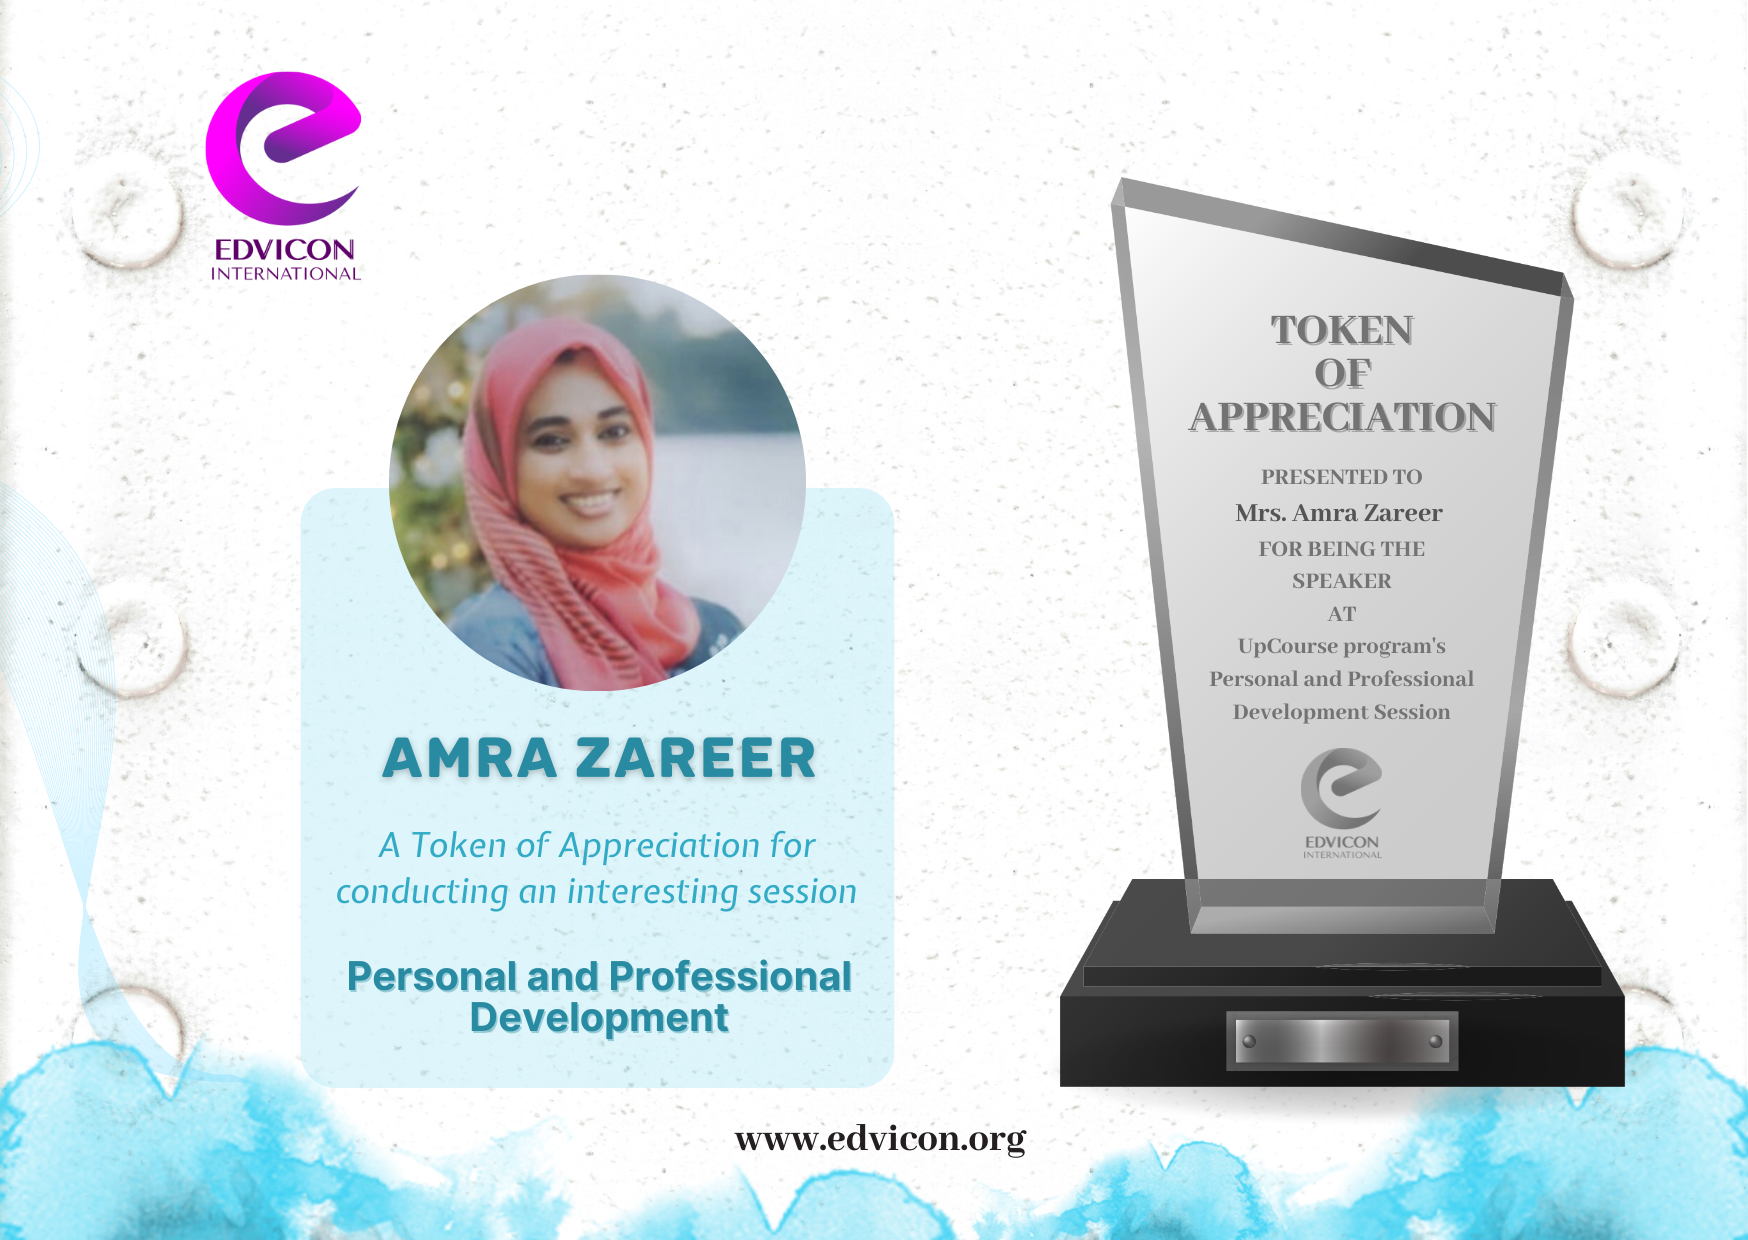 EDVICON
INTERNATIONAL
AMRA ZAREER
A Token of Appreciation for
conducting an interesting session
Personal and Professional
Development
TOKEN
OF
APPRECIATION
PRESENTED TO
Mrs. Amra Zareer
FOR BEING THE
SPEAKER
AT
UpCourse program's
Personal and Professional
Development Session
EDVICON
INTERNATIONAL
www.edvicon.org